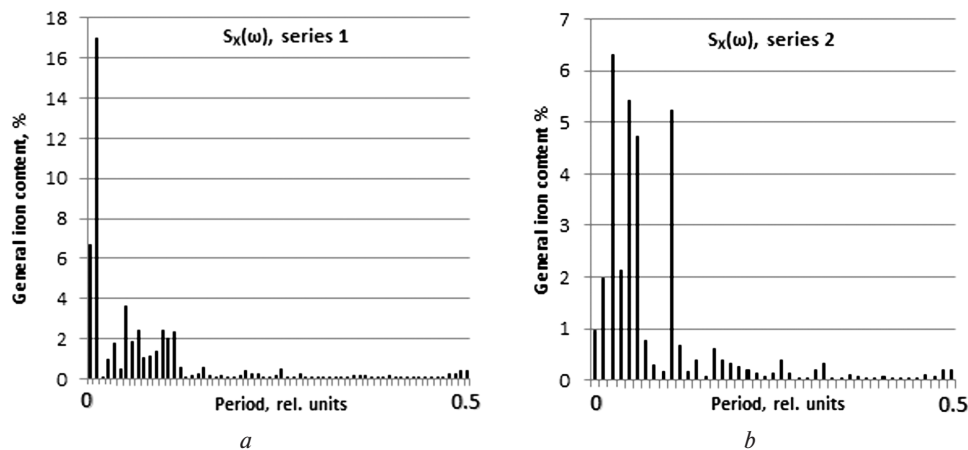 Sx(ω), series 1
General iron content, %
18
16
14
12
10
8
6
4
2
0
0
Period, rel. units
0.5
a
Sx(ω), series 2
General iron content %
7
6
5
4
3
2
1
0
0
Period, rel. units
0.5
b